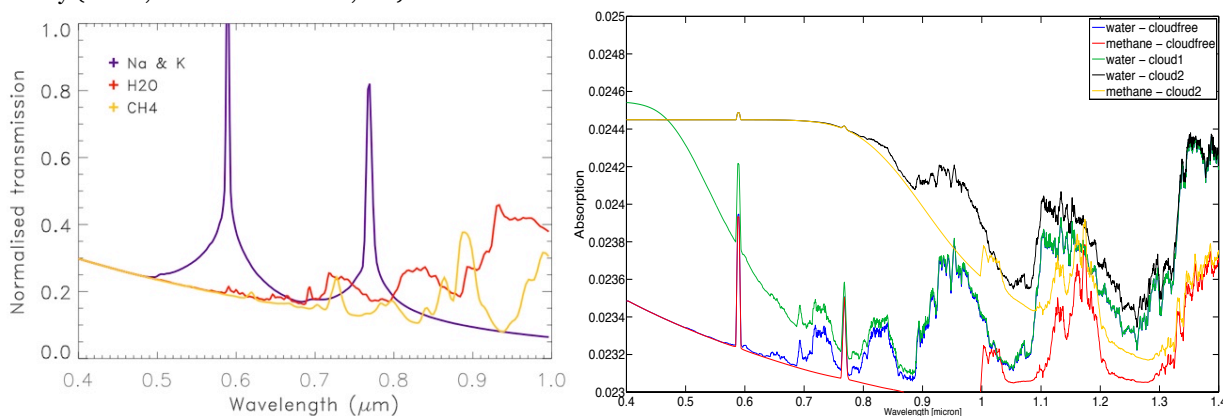 1.0
0.8
0.6
0.4
0.2
0.0
Normalised transmission
Na & K
H2O
CH4
0.4 0.5 0.6 0.7 0.8 0.9 1.0
Wavelength (μm)
0.025
0.0248
0.0246
0.0244
0.0242
0.024
0.0238
0.0236
0.0234
0.0232
0.023
Absorption
water – cloudfree
methane – cloudfree
water – cloud1
water – cloud2
methane – cloud2
0.4 0.5 0.6 0.7 0.8 0.9 1 1.1 1.2 1.3 1.4
Wavelength [micron]